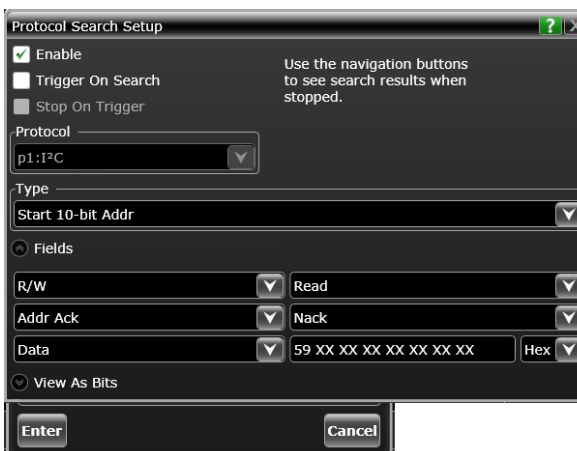 Protocol Search Setup ?
Enable
Use the navigation buttons
to see search results when
stopped.
Trigger On Search
Stop On Trigger
Protocol
p1:I²C
Type
Start 10-bit Addr
Fields
R/W Read
Addr Ack Nack
Data 59 XX XX XX XX XX XX XX Hex
View As Bits
Enter Cancel